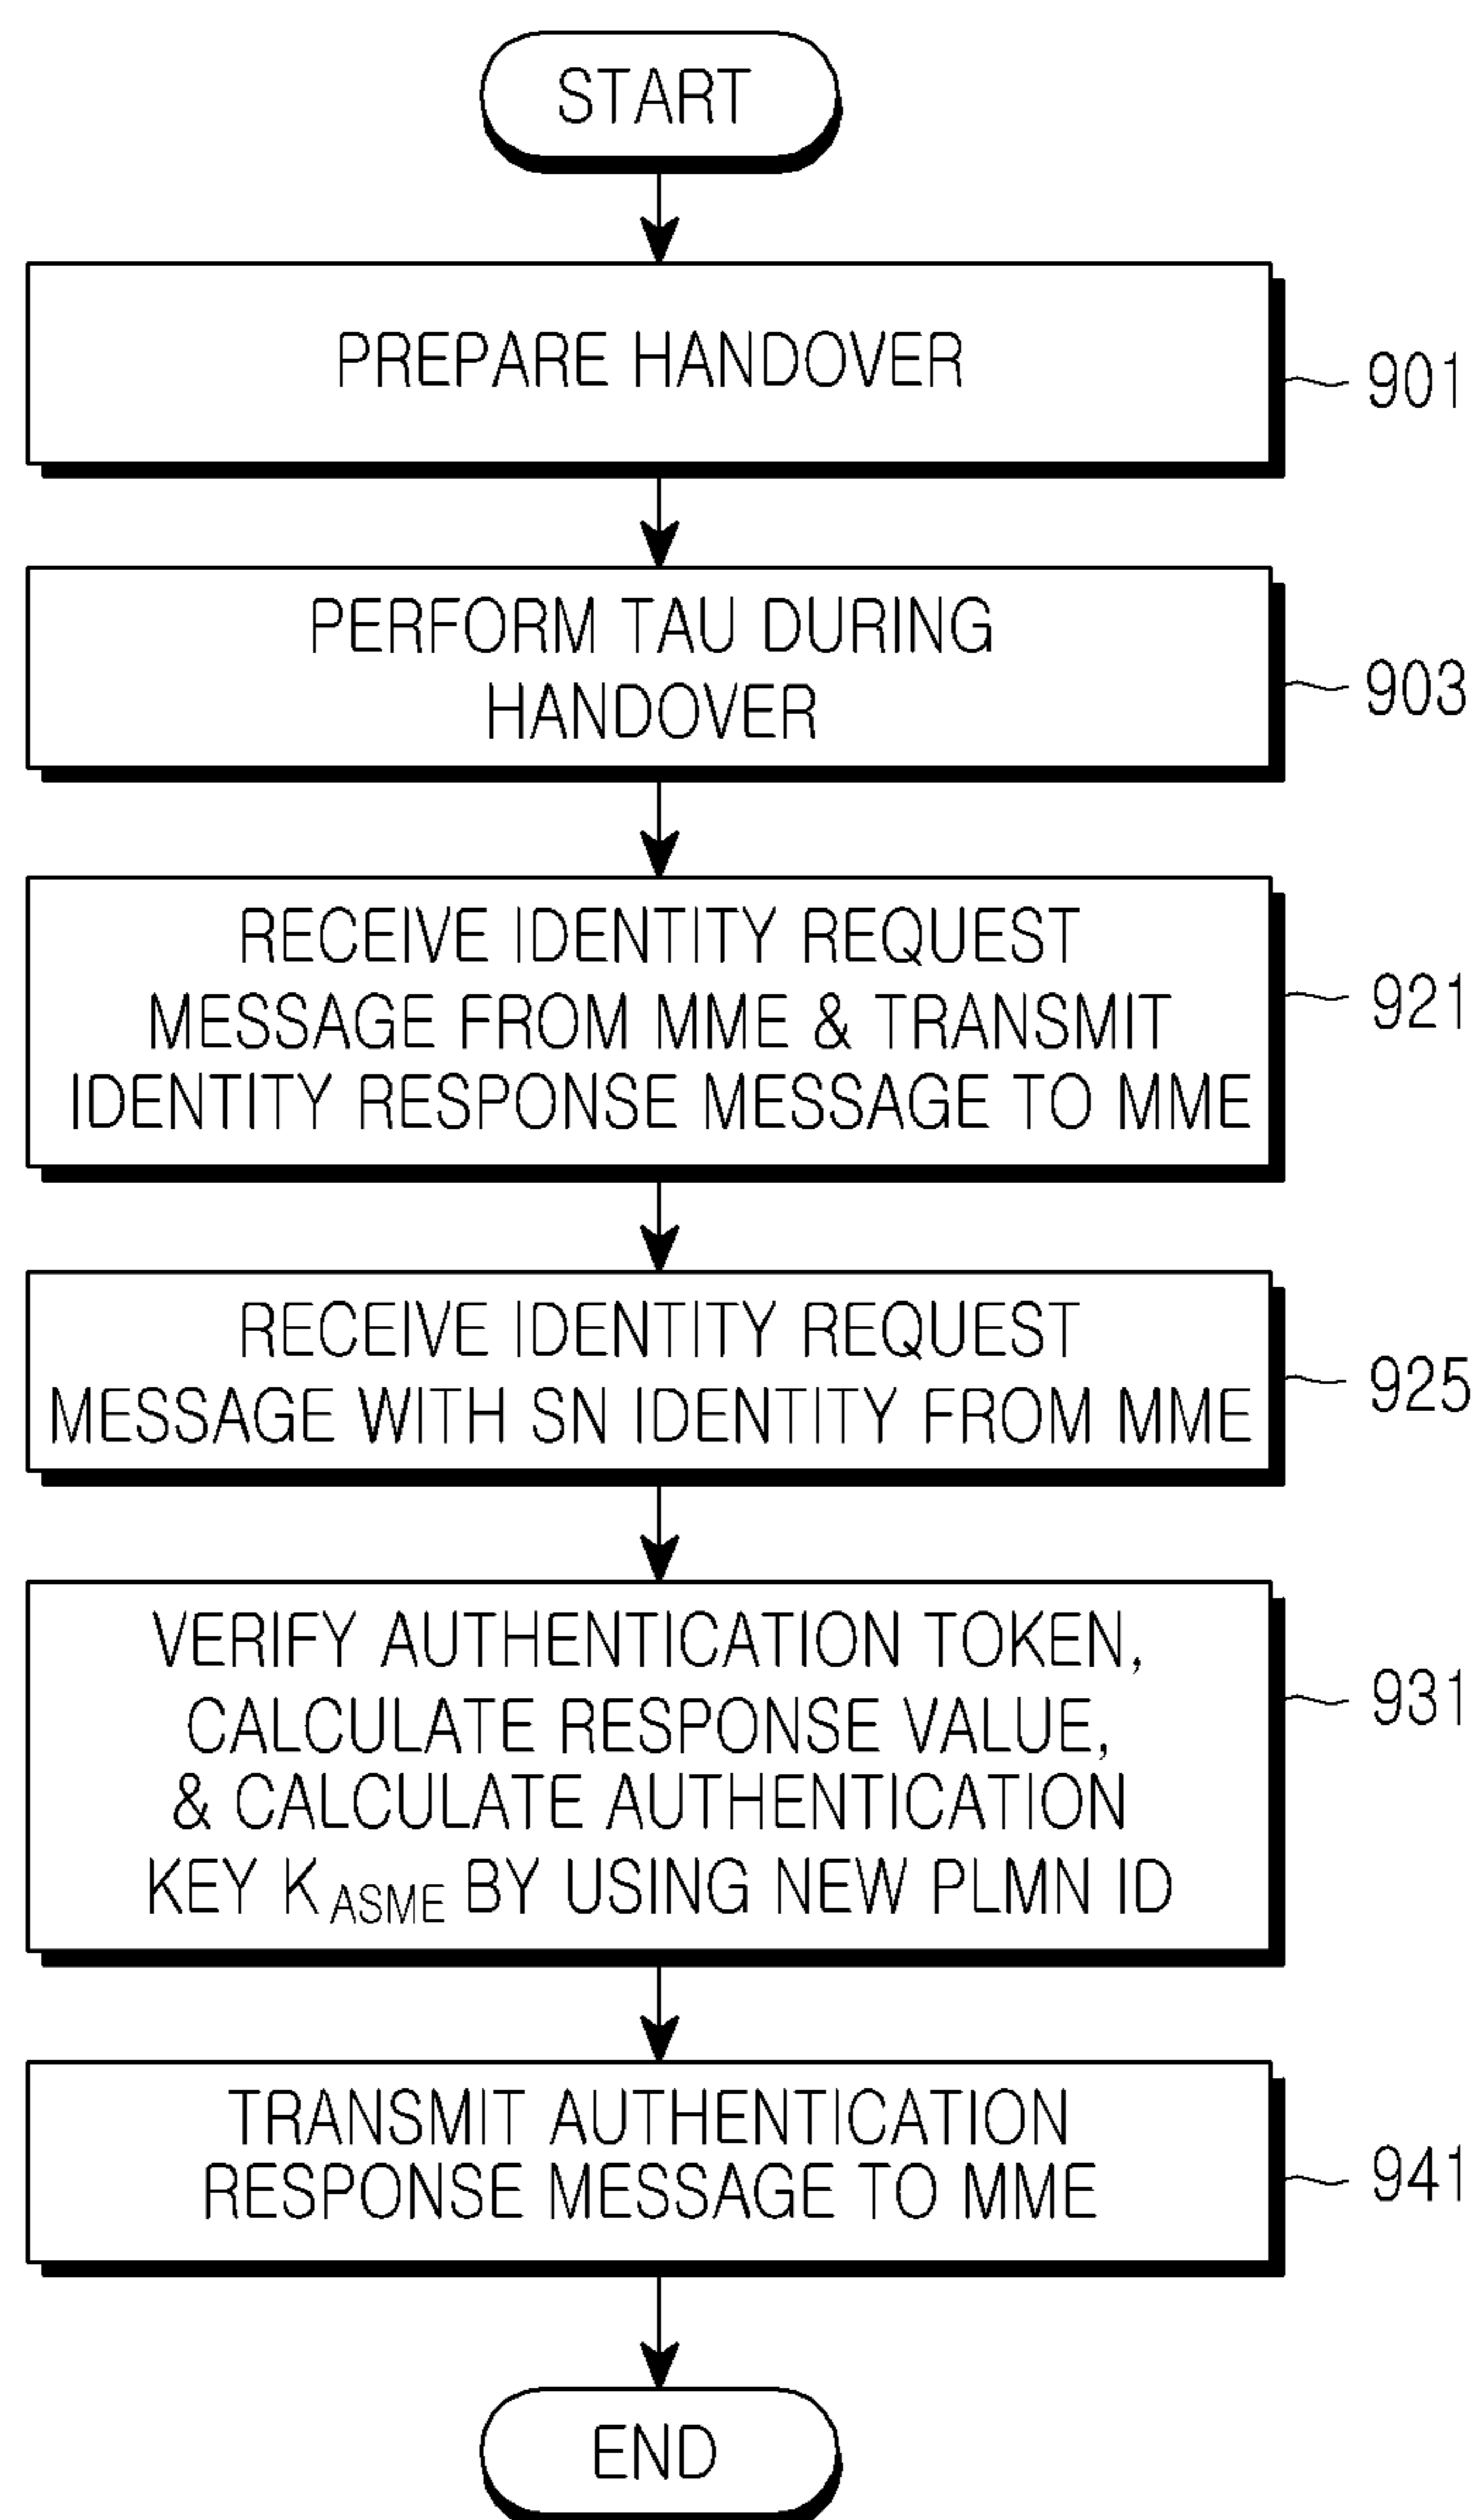 START
PREPARE HANDOVER
901
PERFORM TAU DURING
HANDOVER
903
RECEIVE IDENTITY REQUEST
MESSAGE FROM MME & TRANSMIT
IDENTITY RESPONSE MESSAGE TO MME
921
RECEIVE IDENTITY REQUEST
MESSAGE WITH SN IDENTITY FROM MME
925
VERIFY AUTHENTICATION TOKEN,
CALCULATE RESPONSE VALUE,
& CALCULATE AUTHENTICATION
KEY K ASME BY USING NEW PLMN ID
931
TRANSMIT AUTHENTICATION
RESPONSE MESSAGE TO MME
941
END